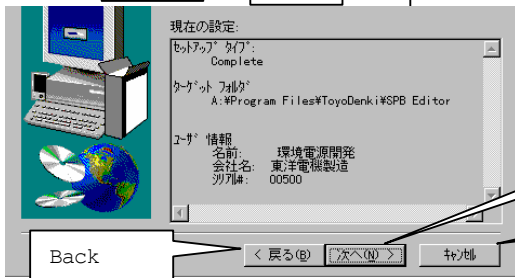 現在の設定:
ｾｯﾄｱｯﾌﾟ ﾀｲﾌﾟ:
Complete
ﾀｰｹﾞｯﾄ ﾌｫﾙﾀﾞ
A:¥Program Files¥ToyoDenki¥SPB Editor
ﾕｰｻﾞ 情報
名前: 環境電源開発
会社名: 東洋電機製造
ｼﾘｱﾙ#: 00500
Back
< 戻る(B)
次へ(N) >
ｷｬﾝｾﾙ